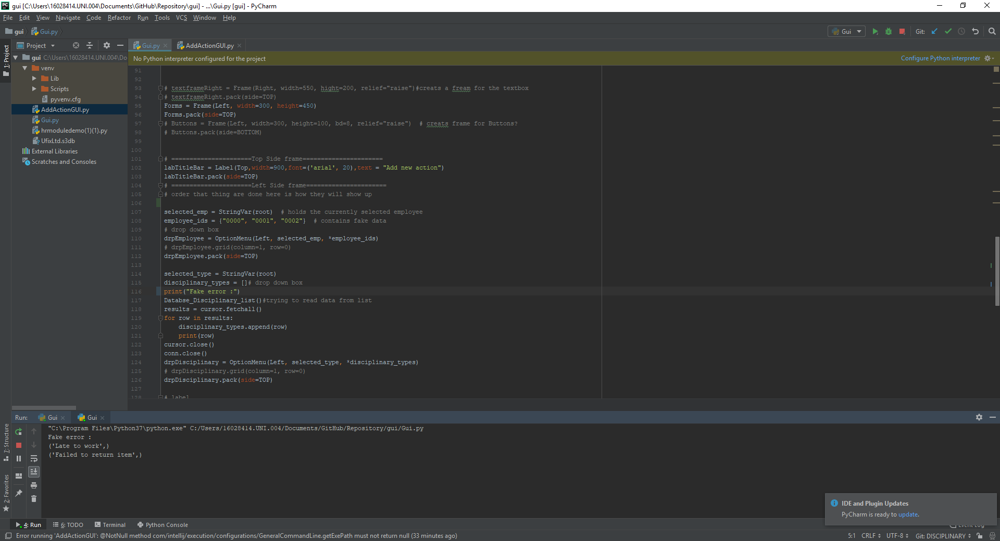 gui [C:\Users\16028414.UNI.004\Documents\GitHub\Repository\gui] - ...\Gui.py [gui] - PyCharm
File Edit View Navigate Code Refactor Run Tools VCS Window Help
gui Gui.py
Gui Git:
Project Gui.py AddActionGUI.py
1: Project
gui C:\Users\16028414.UNI.004\Do
No Python interpreter configured for the project Configure Python interpreter
venv
Lib
Scripts
pyvenv.cfg
AddActionGUI.py
Gui.py
hrmoduledemo(1)(1).py
UfixLtd.s3db
External Libraries
Scratches and Consoles
91
92
93 # textframeRight = Frame(Right, width=550, hight=200, relief="raise")#creats a fream for the textbox
94 # textframeRight.pack(side=TOP)
95 Forms = Frame(Left, width=300, height=450)
96 Forms.pack(side=TOP)
97 # Buttons = Frame(Left, width=300, height=100, bd=8, relief="raise")  # creats frame for Buttons?
98 # Buttons.pack(side=BOTTOM)
99
100
101 # ======================Top Side frame======================
102 labTitleBar = Label(Top,width=900,font=('arial', 20),text = "Add new action")
103 labTitleBar.pack(side=TOP)
104 # ======================Left Side frame======================
105 # order that thing are done here is how they will show up
106
107 selected_emp = StringVar(root)  # holds the currently selected employee
108 employee_ids = {"0000", "0001", "0002"}  # contains fake data
109 # drop down box
110 drpEmployee = OptionMenu(Left, selected_emp, *employee_ids)
111 # drpEmployee.grid(column=1, row=0)
112 drpEmployee.pack(side=TOP)
113
114 selected_type = StringVar(root)
115 disciplinary_types = []# drop down box
116 print("Fake error :")
117 Databse_Disciplinary_list()#trying to read data from list
118 results = cursor.fetchall()
119 for row in results:
120     disciplinary_types.append(row)
121     print(row)
122 cursor.close()
123 conn.close()
124 drpDisciplinary = OptionMenu(Left, selected_type, *disciplinary_types)
125 # drpDisciplinary.grid(column=1, row=0)
126 drpDisciplinary.pack(side=TOP)
127
128 # label
Run: Gui Gui
7: Structure
2: Favorites
"C:\Program Files\Python37\python.exe" C:/Users/16028414.UNI.004/Documents/GitHub/Repository/gui/Gui.py
Fake error :
('Late to work',)
('Failed to return item',)
IDE and Plugin Updates
PyCharm is ready to update.
4: Run 6: TODO Terminal Python Console Event Log
Error running 'AddActionGUI': @NotNull method com/intellij/execution/configurations/GeneralCommandLine.getExePath must not return null (33 minutes ago) 5:1 CRLF UTF-8 Git: DISCIPLINARY